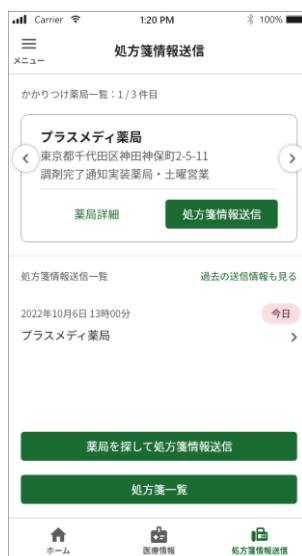 Carrier 1:20 PM 100%
メニュー
処方箋情報送信
かかりつけ薬局一覧：1/3件目
プラスメディ薬局
東京都千代田区神田神保町2-5-11
調剤完了通知実装薬局・土曜営業
薬局詳細 処方箋情報送信
処方箋情報送信一覧 過去の送信情報も見る
2022年10月6日 13時00分 今日
プラスメディ薬局
薬局を探して処方箋情報送信
処方箋一覧
ホーム 医療情報 処方箋情報送信